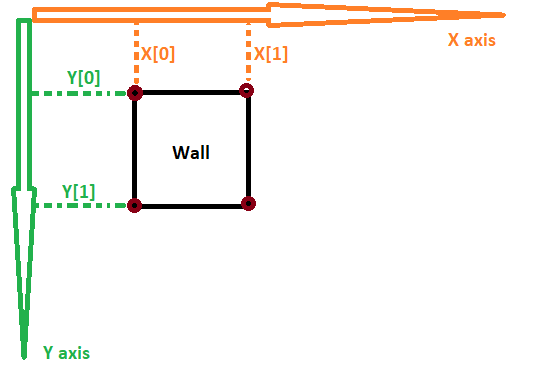 X axis
X[0]
X[1]
Y[0]
Wall
Y[1]
Y axis